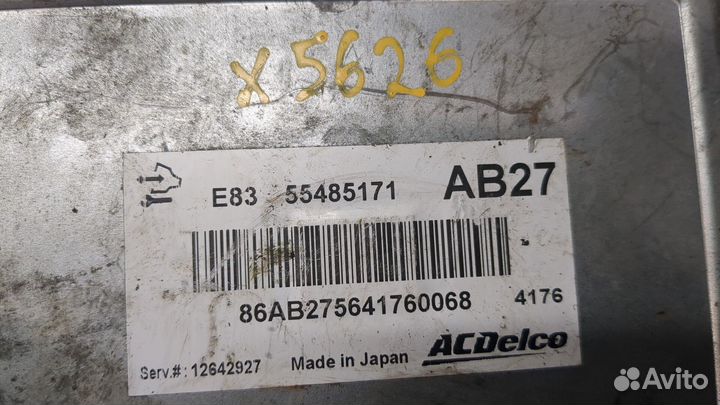 x 5626
E83 55485171 AB27
86AB275641760068 4176
Serv.#: 12642927 Made in Japan ACDelco
Avito